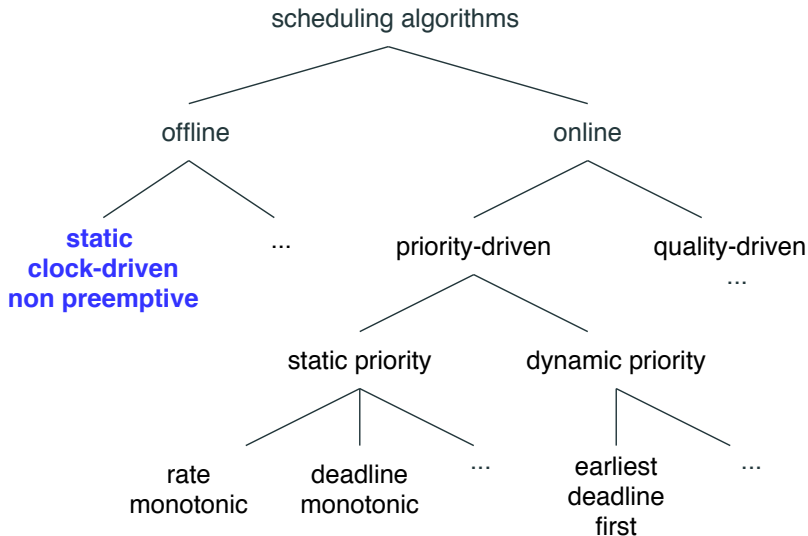 scheduling algorithms
offline
online
static
clock-driven
non preemptive
...
priority-driven
quality-driven
...
static priority
dynamic priority
rate
monotonic
deadline
monotonic
...
earliest
deadline
first
...